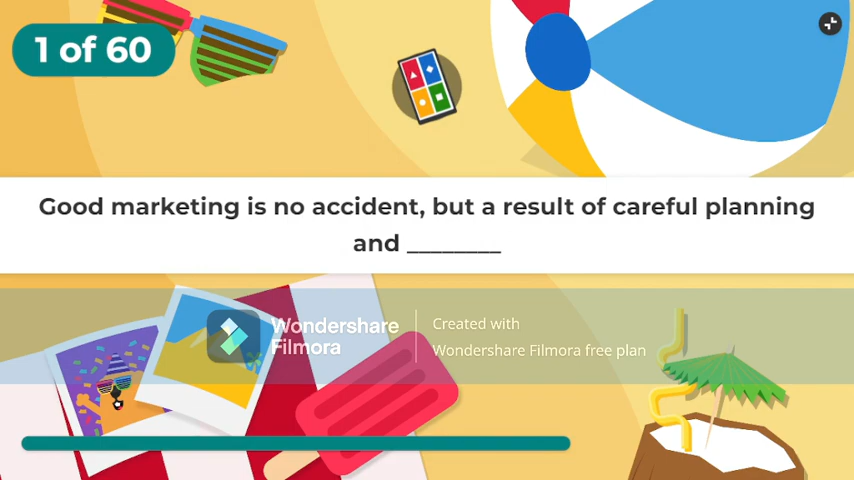 1 of 60
Good marketing is no accident, but a result of careful planning
and ________
Wondershare
Filmora
Created with
Wondershare Filmora free plan